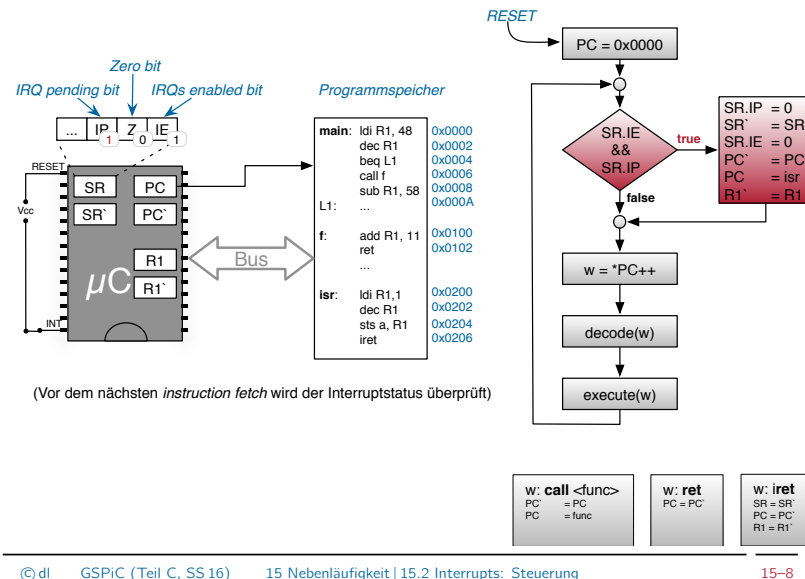 RESET
PC = 0x0000
Zero bit
IRQ pending bit
IRQs enabled bit
Programmspeicher
... IP Z IE
1 0 1
RESET
Vcc
INT
SR
PC
SR`
PC`
R1
R1`
µC
Bus
main: ldi R1, 48 0x0000
dec R1 0x0002
beq L1 0x0004
call f 0x0006
sub R1, 58 0x0008
L1: ... 0x000A
f: add R1, 11 0x0100
ret 0x0102
...
isr: ldi R1,1 0x0200
dec R1 0x0202
sts a, R1 0x0204
iret 0x0206
SR.IE
&&
SR.IP
true
false
SR.IP = 0
SR` = SR
SR.IE = 0
PC` = PC
PC = isr
R1` = R1
w = *PC++
decode(w)
execute(w)
(Vor dem nächsten instruction fetch wird der Interruptstatus überprüft)
w: call <func>
PC` = PC
PC = func
w: ret
PC = PC`
w: iret
SR = SR`
PC = PC`
R1 = R1`
© dl GSPiC (Teil C, SS 16) 15 Nebenläufigkeit | 15.2 Interrupts: Steuerung 15–8